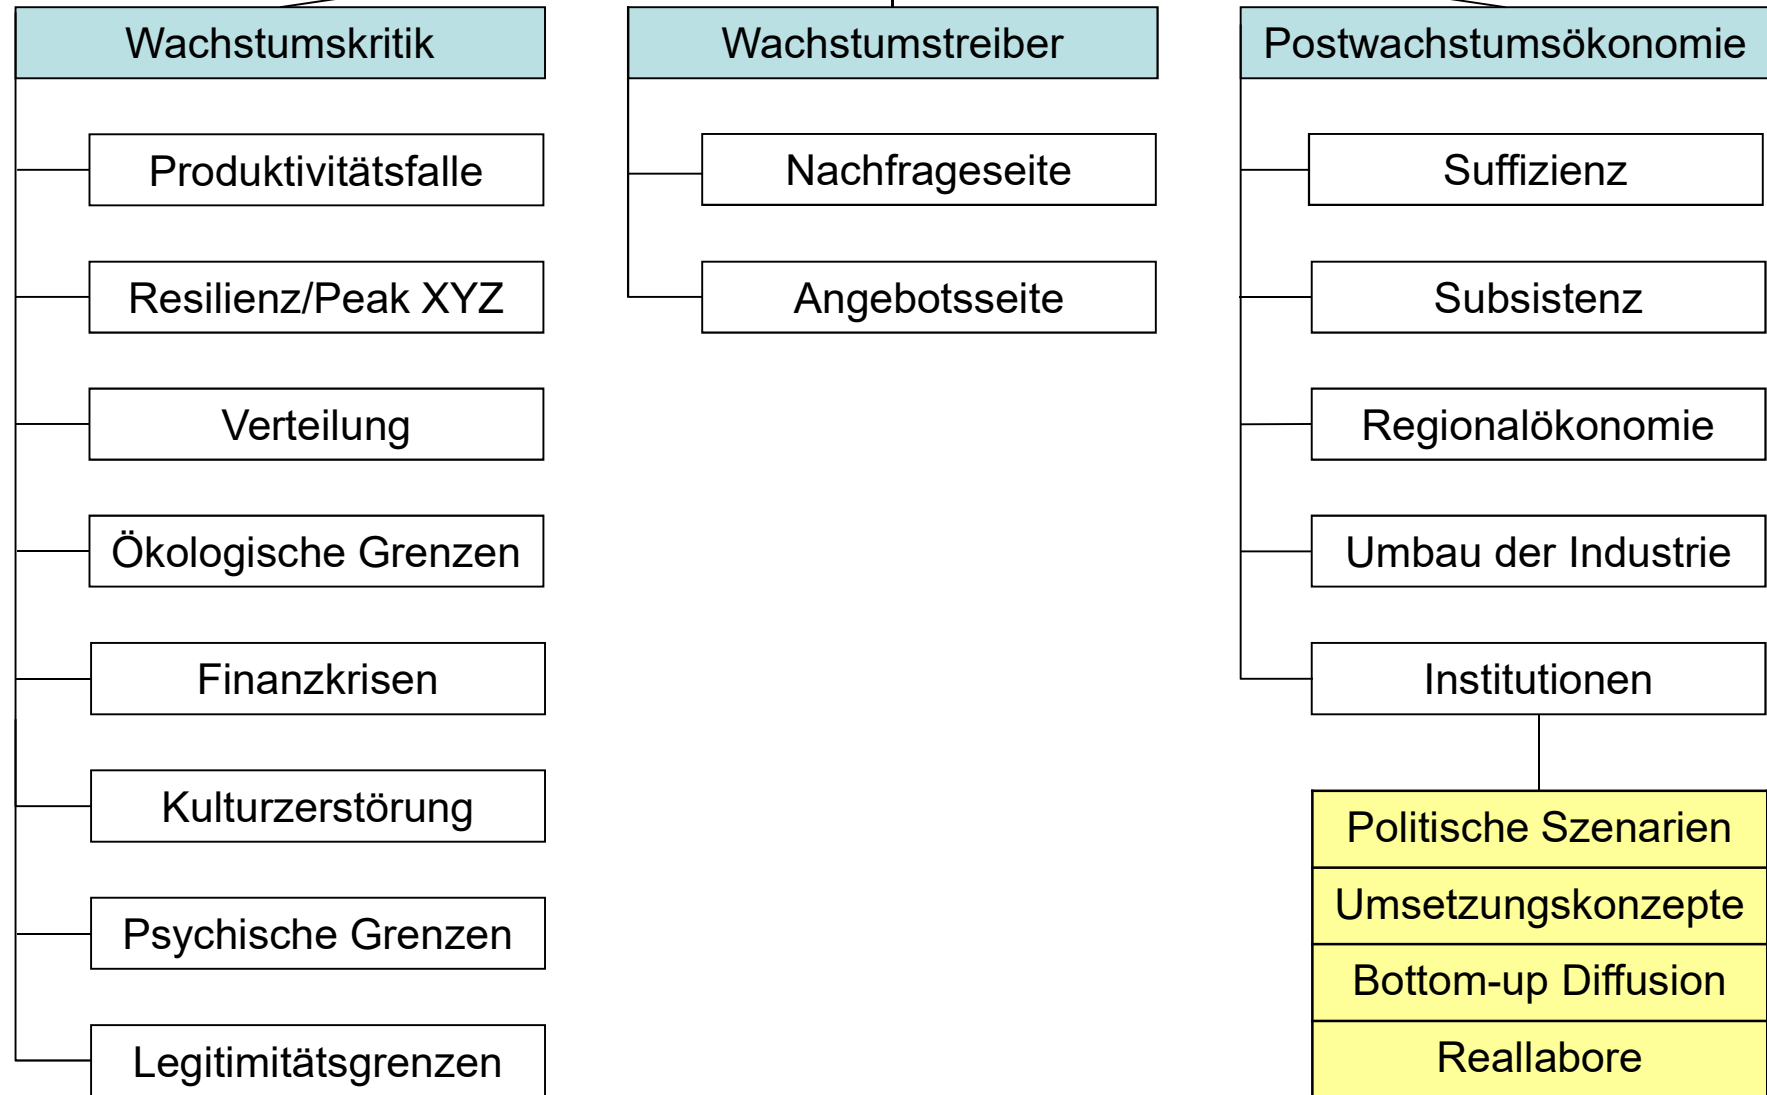 Wachstumskritik
Produktivitätsfalle
Resilienz/Peak XYZ
Verteilung
Ökologische Grenzen
Finanzkrisen
Kulturzerstörung
Psychische Grenzen
Legitimitätsgrenzen
Wachstumstreiber
Nachfrageseite
Angebotsseite
Postwachstumsökonomie
Suffizienz
Subsistenz
Regionalökonomie
Umbau der Industrie
Institutionen
Politische Szenarien
Umsetzungskonzepte
Bottom-up Diffusion
Reallabore